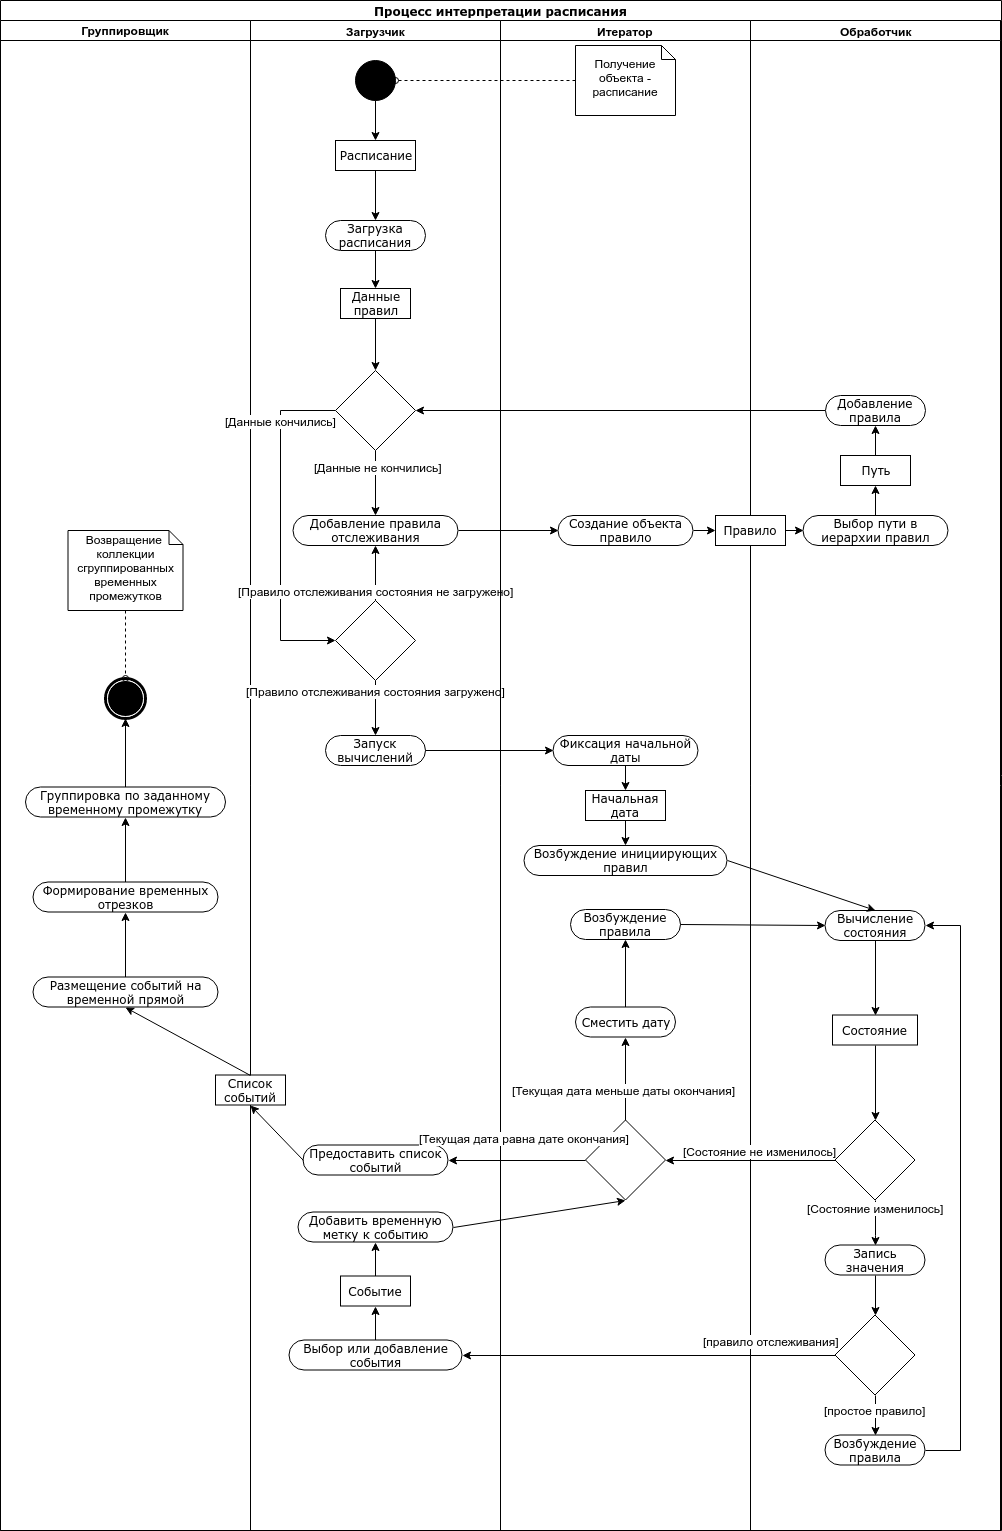 Процесс интерпретации расписания
Группировщик
Загрузчик
Итератор
Обработчик
Получение
объекта -
расписание
Расписание
Загрузка
расписания
Данные
правил
[Данные кончились]
[Данные не кончились]
Добавление
правила
Путь
Добавление правила
отслеживания
Создание объекта
правило
Правило
Выбор пути в
иерархии правил
Возвращение
коллекции
сгруппированных
временных
промежутков
[Правило отслеживания состояния не загружено]
[Правило отслеживания состояния загружено]
Запуск
вычислений
Фиксация начальной
даты
Начальная
дата
Группировка по заданному
временному промежутку
Возбуждение инициирующих
правил
Формирование временных
отрезков
Возбуждение
правила
Вычисление
состояния
Размещение событий на
временной прямой
Сместить дату
Состояние
Список
событий
[Текущая дата меньше даты окончания]
[Текущая дата равна дате окончания]
Предоставить список
событий
[Состояние не изменилось]
[Состояние изменилось]
Добавить временную
метку к событию
Запись
значения
Событие
Выбор или добавление
события
[правило отслеживания]
[простое правило]
Возбуждение
правила